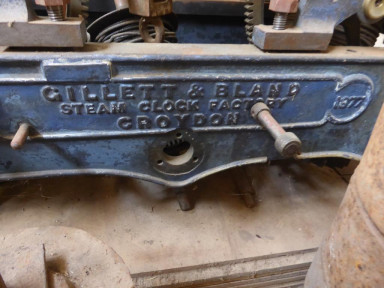 GILLETT & BLAND
STEAM CLOCK FACTORY
CROYDON
1877